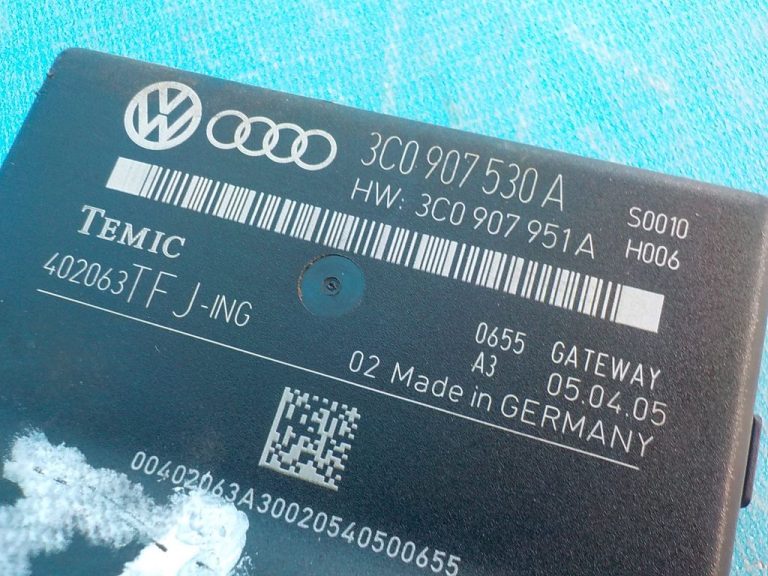 3C0 907 530 A
HW: 3C0 907 951 A
S0010
H006
TEMIC
402063TFJ-ING
0655 GATEWAY
A3 05.04.05
02 Made in GERMANY
00402063A30020540500655